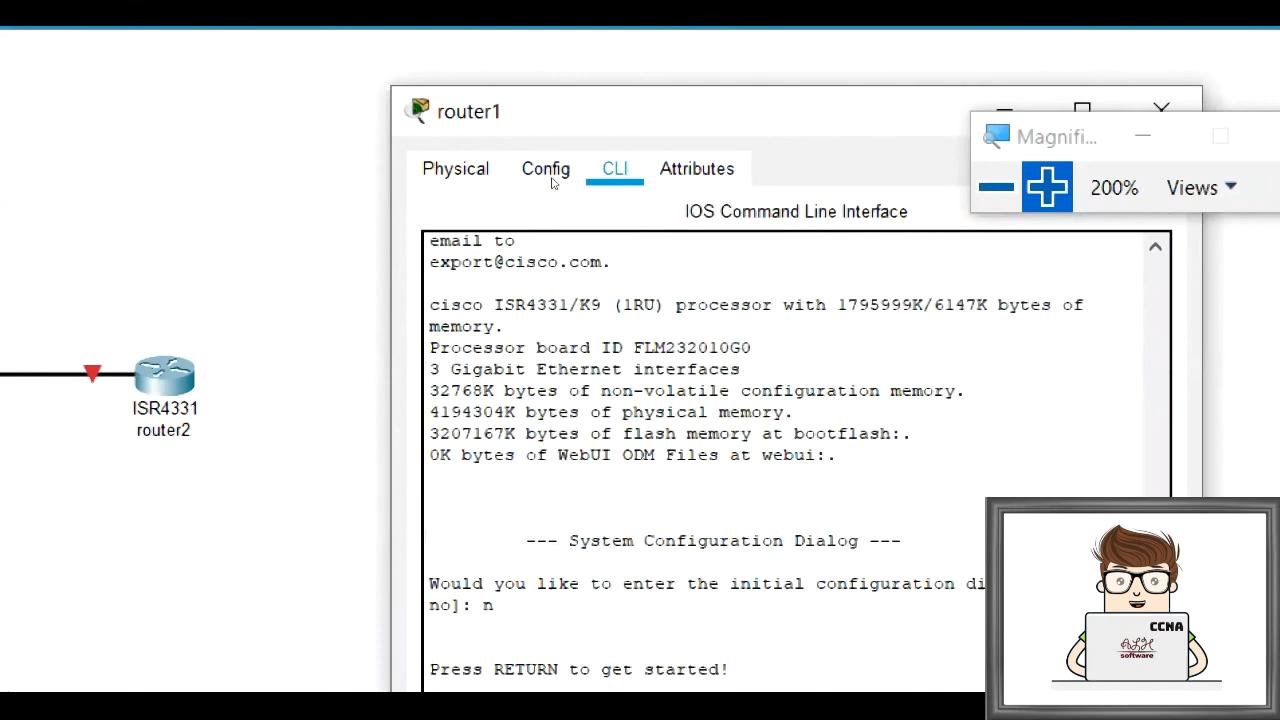 router1
Magnifi...
Physical
Config
CLI
Attributes
200%
Views
IOS Command Line Interface
email to
export@cisco.com.
cisco ISR4331/K9 (1RU) processor with 1795999K/6147K bytes of
memory.
Processor board ID FLM232010G0
3 Gigabit Ethernet interfaces
32768K bytes of non-volatile configuration memory.
4194304K bytes of physical memory.
3207167K bytes of flash memory at bootflash:.
0K bytes of WebUI ODM Files at webui:.
--- System Configuration Dialog ---
Would you like to enter the initial configuration di
no]: n
Press RETURN to get started!
ISR4331
router2
CCNA
software